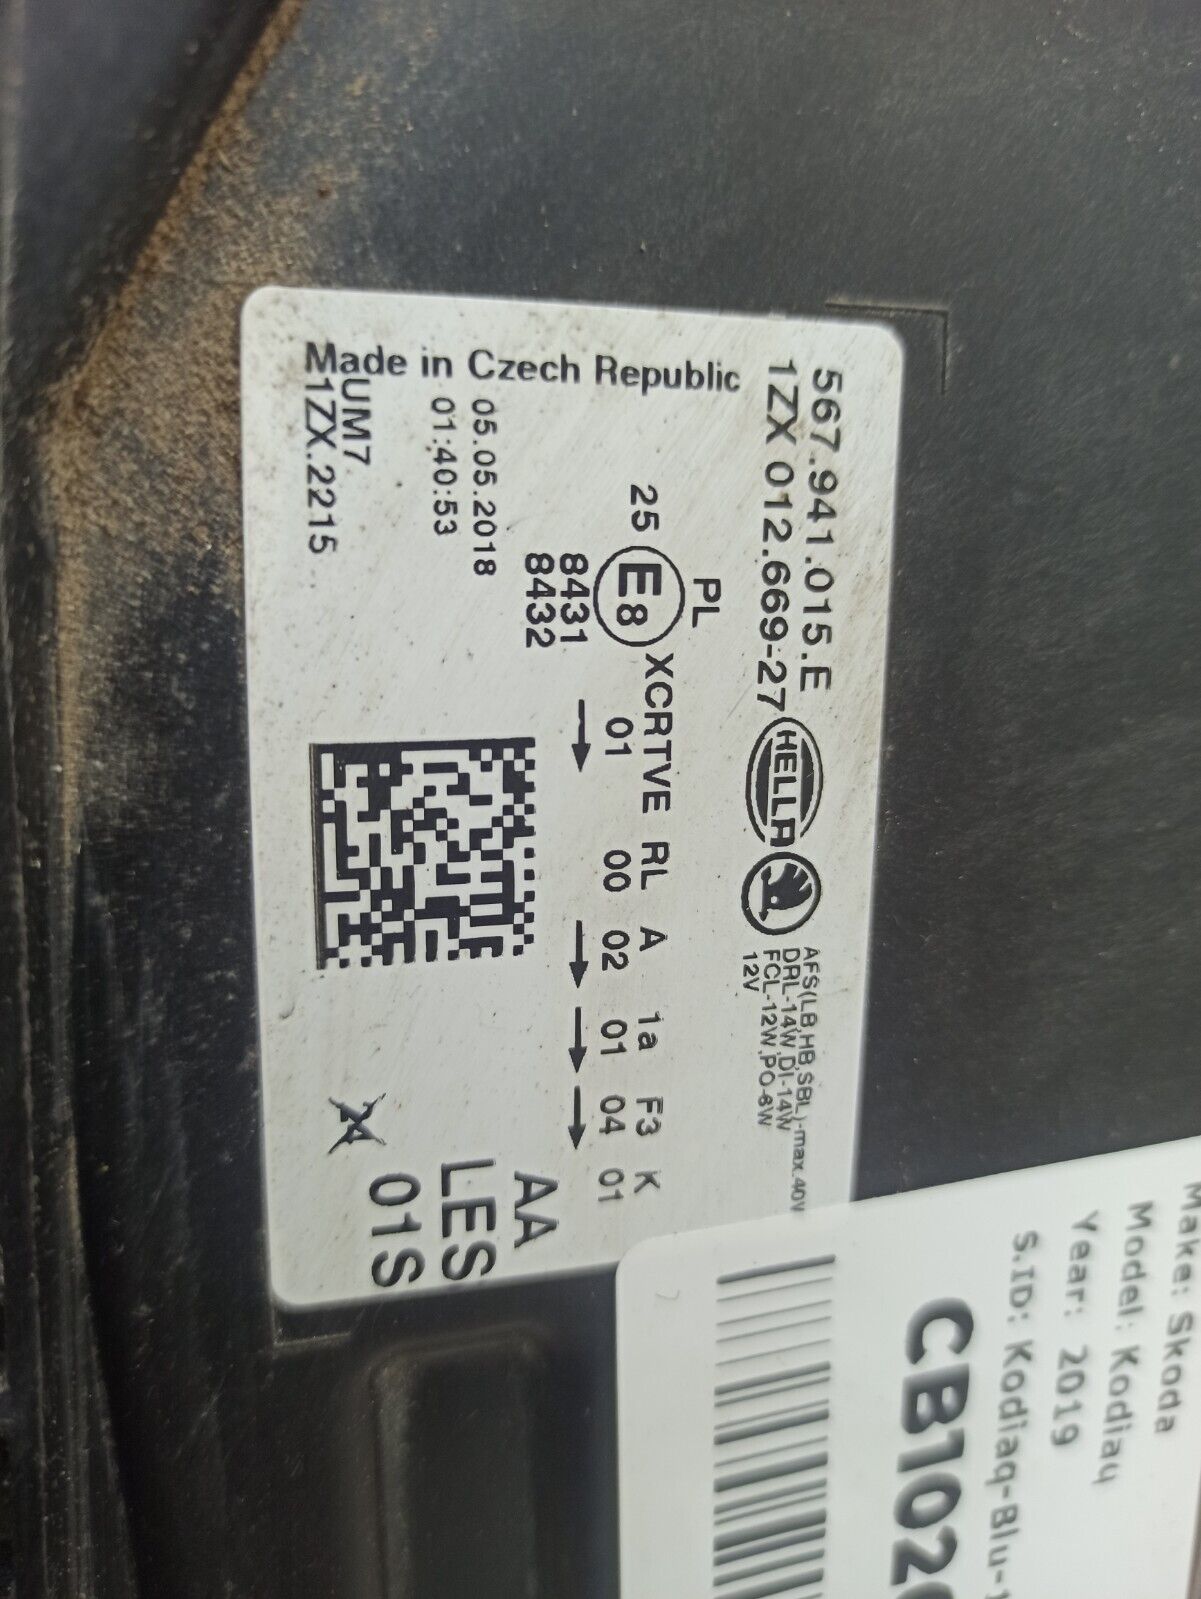 567.941.015.E
1ZX 012.669-27
HELLA
AFS(LB,HB,SBL)-max.40W
DRL-14W,DI-14W
FCL-12W,PO-6W
12V
PL
25 E8 XCRTVE RL A 1a F3 K
01 00 02 01 04 01
8431
8432
→ → → →
Made in Czech Republic
05.05.2018
01:40:53
UM7
1ZX.2215
AA
LES
01S
24
Make: Skoda
Model: Kodiaq
Year: 2019
S.ID: Kodiaq-Blu-
CB102